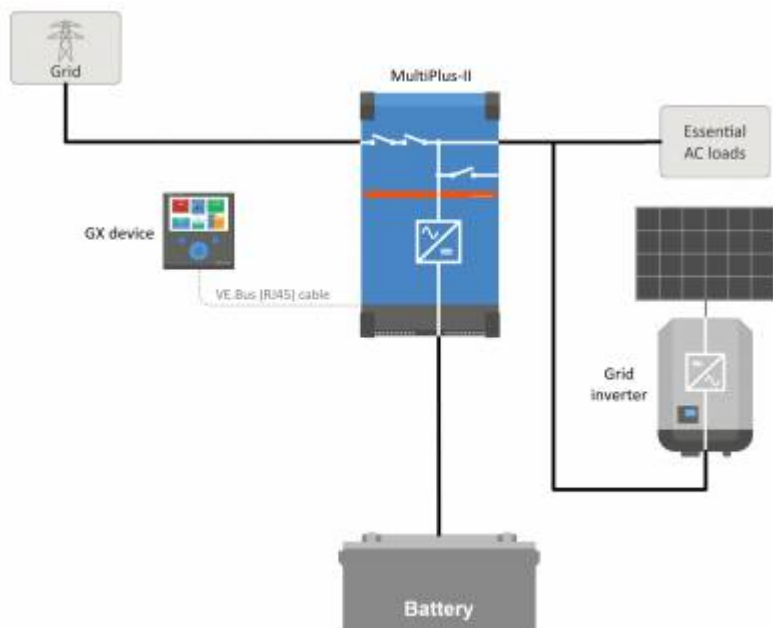 Grid
MultiPlus-II
Essential
AC loads
GX device
VE.Bus (RJ45) cable
Grid
inverter
Battery